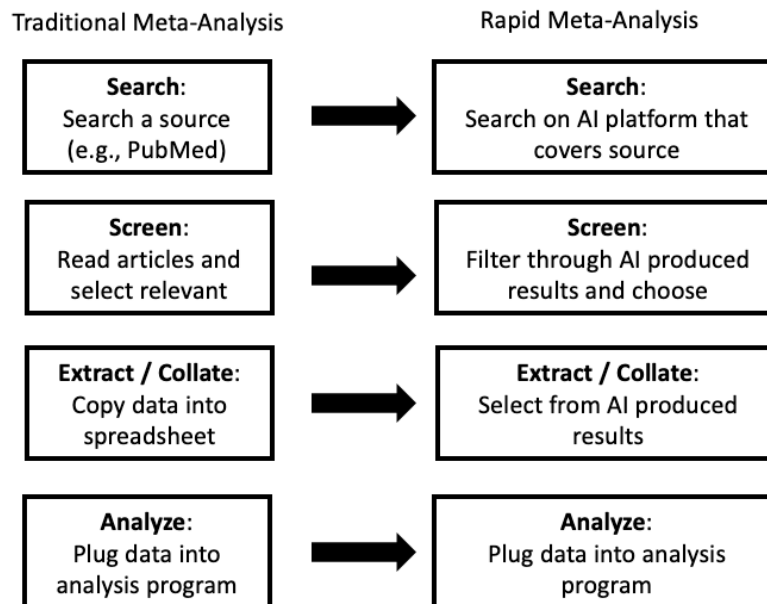 Traditional Meta-Analysis
Rapid Meta-Analysis
Search:
Search a source
(e.g., PubMed)
Search:
Search on AI platform that
covers source
Screen:
Read articles and
select relevant
Screen:
Filter through AI produced
results and choose
Extract / Collate:
Copy data into
spreadsheet
Extract / Collate:
Select from AI produced
results
Analyze:
Plug data into
analysis program
Analyze:
Plug data into analysis
program